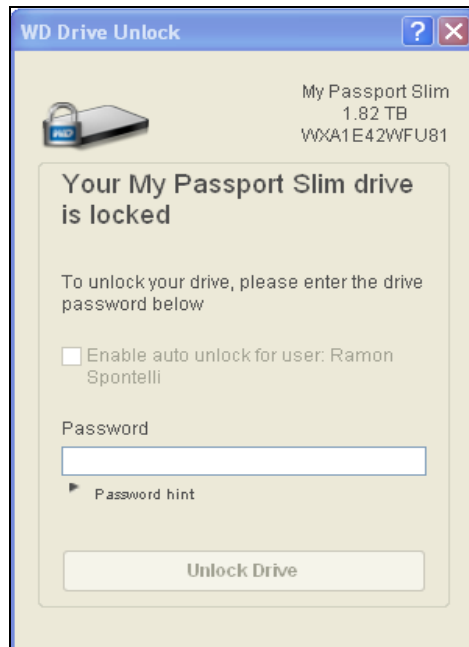 WD Drive Unlock
My Passport Slim
1.82 TB
WXA1E42WFU81
WD
Your My Passport Slim drive
is locked
To unlock your drive, please enter the drive
password below
Enable auto unlock for user: Ramon
Spontelli
Password
Password hint
Unlock Drive